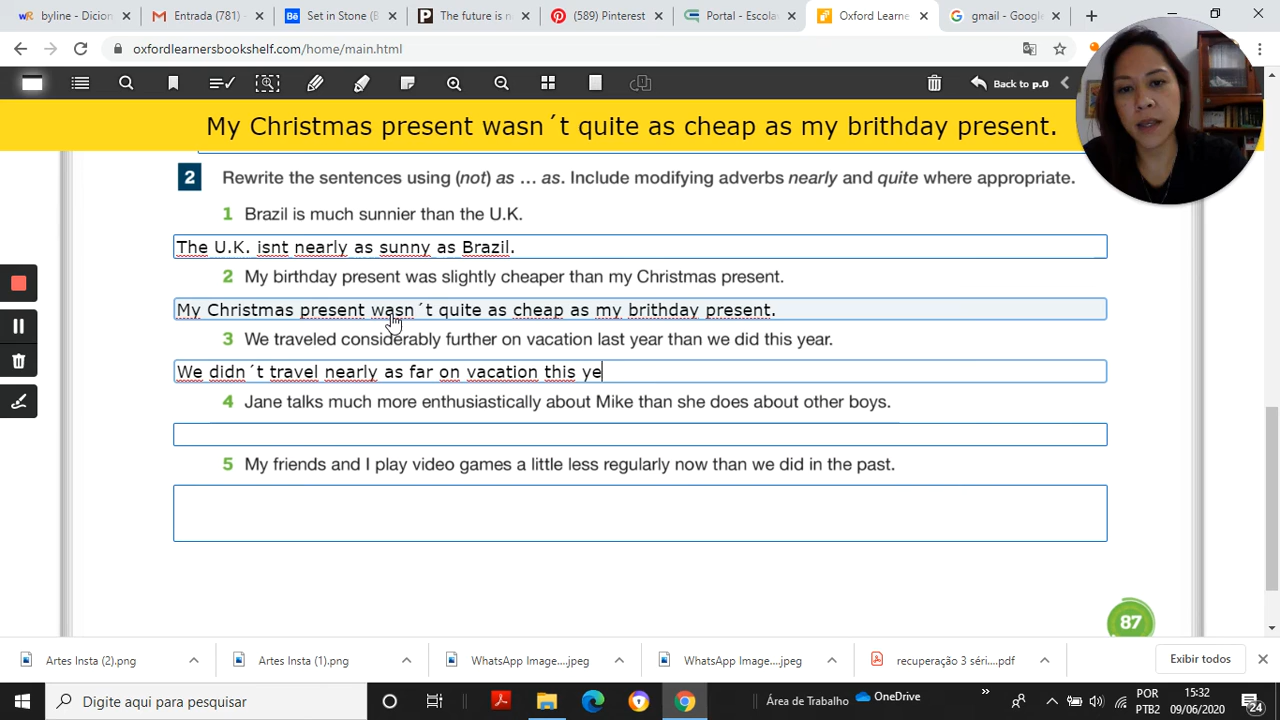 byline - Dicion
Entrada (781) -
Set in Stone (B
The future is n
(589) Pinterest
Portal - Escola
Oxford Learne
gmail - Google
oxfordlearnersbookshelf.com/home/main.html
Back to p.0
My Christmas present wasn´t quite as cheap as my brithday present.
2 Rewrite the sentences using (not) as ... as. Include modifying adverbs nearly and quite where appropriate.
1 Brazil is much sunnier than the U.K.
The U.K. isnt nearly as sunny as Brazil.
2 My birthday present was slightly cheaper than my Christmas present.
My Christmas present wasn´t quite as cheap as my brithday present.
3 We traveled considerably further on vacation last year than we did this year.
We didn´t travel nearly as far on vacation this ye
4 Jane talks much more enthusiastically about Mike than she does about other boys.
5 My friends and I play video games a little less regularly now than we did in the past.
87
Artes Insta (2).png
Artes Insta (1).png
WhatsApp Image....jpeg
WhatsApp Image....jpeg
recuperação 3 séri....pdf
Exibir todos
Digite aqui para pesquisar
Área de Trabalho
OneDrive
POR
PTB2
15:32
09/06/2020
24